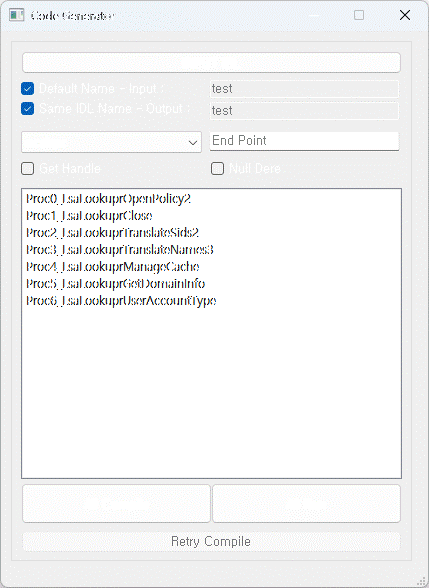 Code Generator
Default Name - Input :
test
Same IDL Name - Output :
test
End Point
Get Handle
Null Dere
Proc0_LsaLookuprOpenPolicy2
Proc1_LsaLookuprClose
Proc2_LsaLookuprTranslateSids2
Proc3_LsaLookuprTranslateNames3
Proc4_LsaLookuprManageCache
Proc5_LsaLookuprGetDomainInfo
Proc6_LsaLookuprUserAccountType
Retry Compile